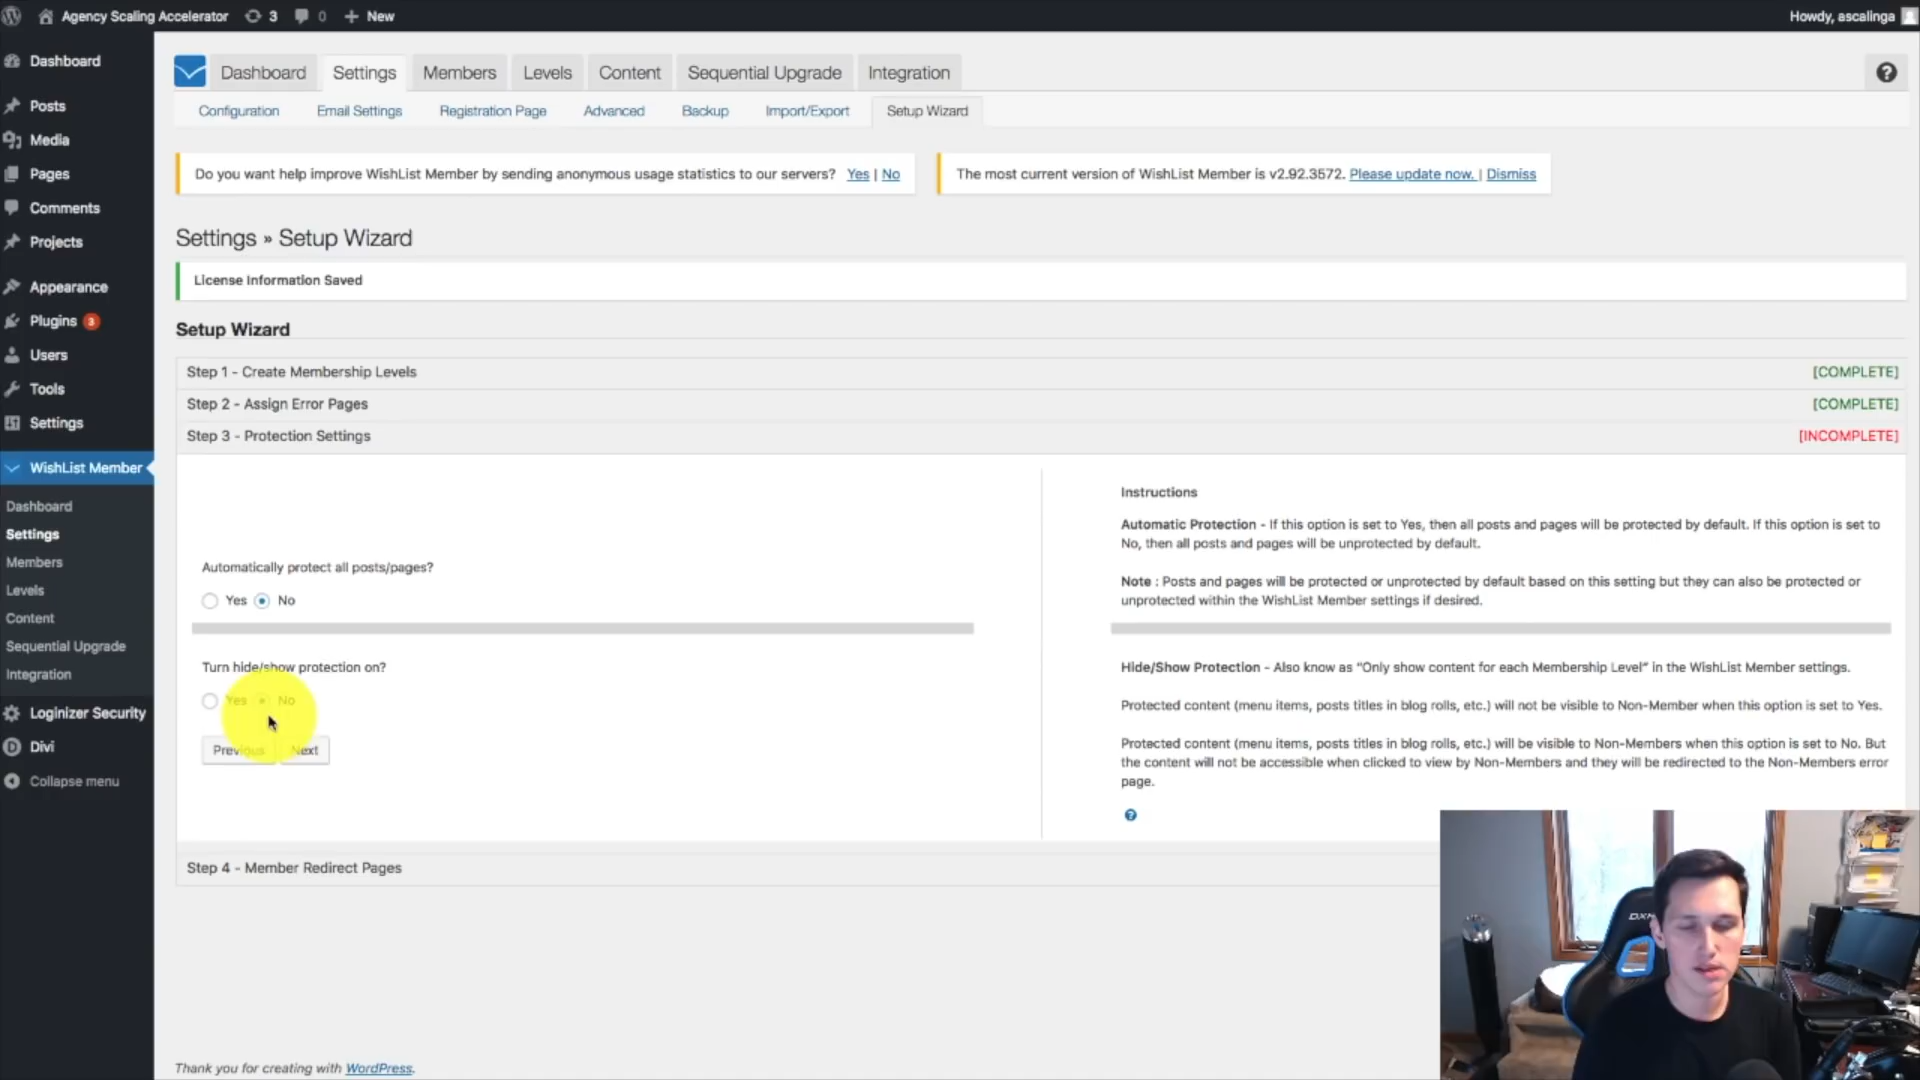 Agency Scaling Accelerator 3 0 New
Howdy, ascalinga
Dashboard
Posts
Media
Pages
Comments
Projects
Appearance
Plugins 3
Users
Tools
Settings
WishList Member
Dashboard
Settings
Members
Levels
Content
Sequential Upgrade
Integration
Loginizer Security
Divi
Collapse menu
Dashboard Settings Members Levels Content Sequential Upgrade Integration
Configuration Email Settings Registration Page Advanced Backup Import/Export Setup Wizard
Do you want help improve WishList Member by sending anonymous usage statistics to our servers? Yes | No
The most current version of WishList Member is v2.92.3572. Please update now. | Dismiss
Settings » Setup Wizard
License Information Saved
Setup Wizard
Step 1 - Create Membership Levels [COMPLETE]
Step 2 - Assign Error Pages [COMPLETE]
Step 3 - Protection Settings [INCOMPLETE]
Automatically protect all posts/pages?
Yes No
Turn hide/show protection on?
Yes No
Previous Next
Instructions
Automatic Protection - If this option is set to Yes, then all posts and pages will be protected by default. If this option is set to
No, then all posts and pages will be unprotected by default.
Note : Posts and pages will be protected or unprotected by default based on this setting but they can also be protected or
unprotected within the WishList Member settings if desired.
Hide/Show Protection - Also know as "Only show content for each Membership Level" in the WishList Member settings.
Protected content (menu items, posts titles in blog rolls, etc.) will not be visible to Non-Member when this option is set to Yes.
Protected content (menu items, posts titles in blog rolls, etc.) will be visible to Non-Members when this option is set to No. But
the content will not be accessible when clicked to view by Non-Members and they will be redirected to the Non-Members error
page.
Step 4 - Member Redirect Pages
Thank you for creating with WordPress.